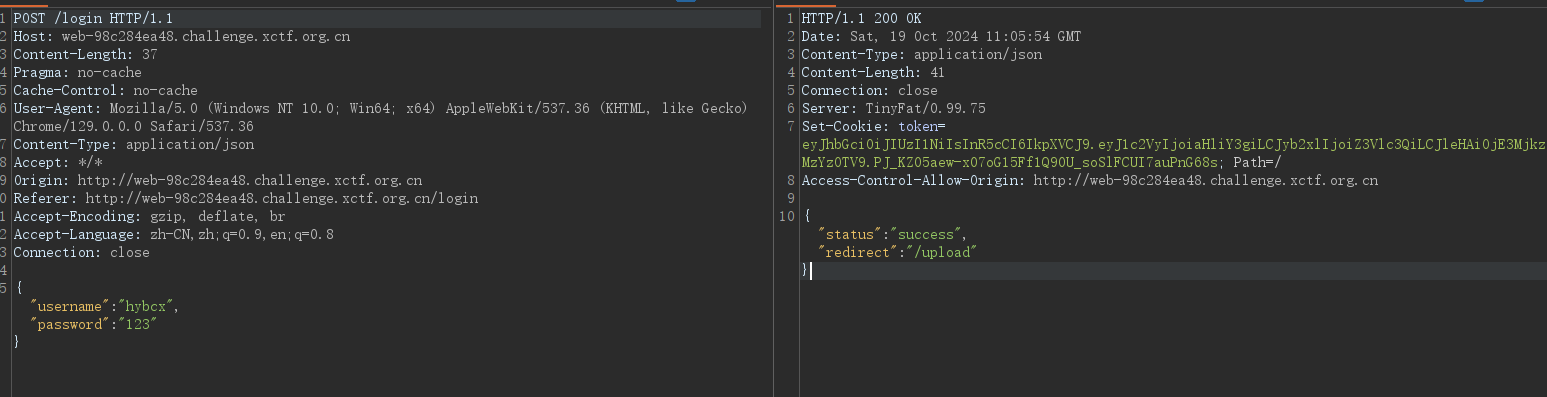 1 POST /login HTTP/1.1
2 Host: web-98c284ea48.challenge.xctf.org.cn
3 Content-Length: 37
4 Pragma: no-cache
5 Cache-Control: no-cache
6 User-Agent: Mozilla/5.0 (Windows NT 10.0; Win64; x64) AppleWebKit/537.36 (KHTML, like Gecko)
Chrome/129.0.0.0 Safari/537.36
7 Content-Type: application/json
8 Accept: */*
9 Origin: http://web-98c284ea48.challenge.xctf.org.cn
0 Referer: http://web-98c284ea48.challenge.xctf.org.cn/login
1 Accept-Encoding: gzip, deflate, br
2 Accept-Language: zh-CN,zh;q=0.9,en;q=0.8
3 Connection: close
4
5 {
"username":"hybcx",
"password":"123"
}
1 HTTP/1.1 200 OK
2 Date: Sat, 19 Oct 2024 11:05:54 GMT
3 Content-Type: application/json
4 Content-Length: 41
5 Connection: close
6 Server: TinyFat/0.99.75
7 Set-Cookie: token=
eyJhbGciOiJIUzI1NiIsInR5cCI6IkpXVCJ9.eyJ1c2VyIjoiaHliY3giLCJyb2xlIjoiZ3Vlc3QiLCJleHAiOjE3Mjkz
MzYzOTV9.PJ_KZ05aew-x07oG15Ff1Q90U_soSlFCUI7auPnG68s; Path=/
8 Access-Control-Allow-Origin: http://web-98c284ea48.challenge.xctf.org.cn
9
10 {
"status":"success",
"redirect":"/upload"
}